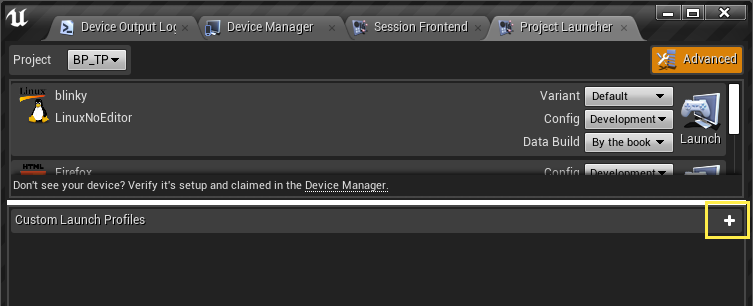 Device Output Log
Device Manager
Session Frontend
Project Launcher
Project
BP_TP
Advanced
Linux
blinky
LinuxNoEditor
Variant
Default
Config
Development
Data Build
By the book
Launch
HTML
Firefox
Config
Development
Don't see your device? Verify it's setup and claimed in the Device Manager.
Custom Launch Profiles